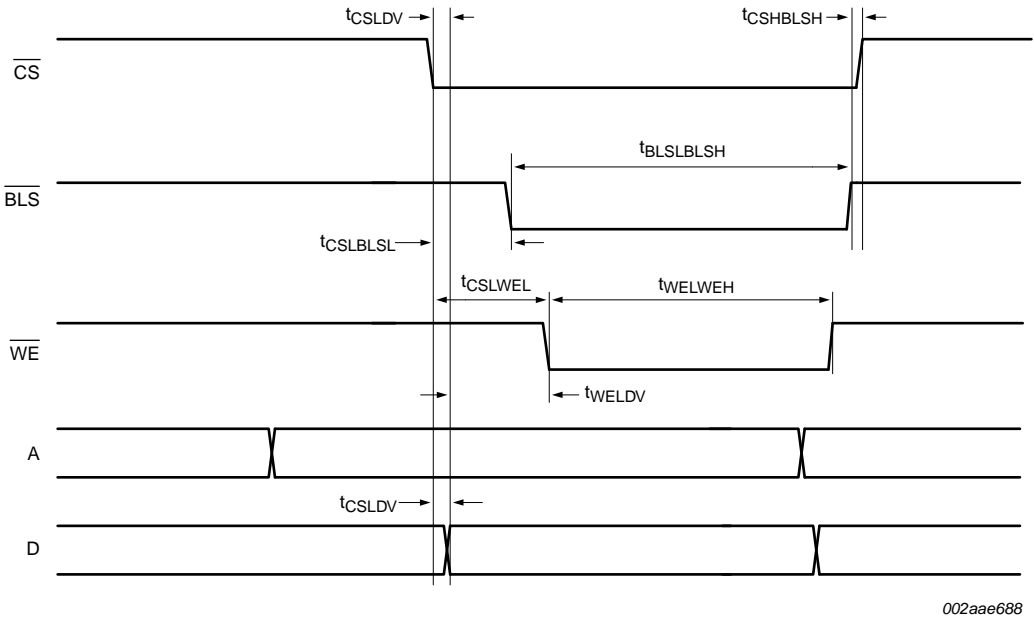 tCSLDV
tCSHBLSH
CS
tBLSLBLSH
BLS
tCSLBLSL
tCSLWEL
tWELWEH
WE
tWELDV
A
tCSLDV
D
002aae688